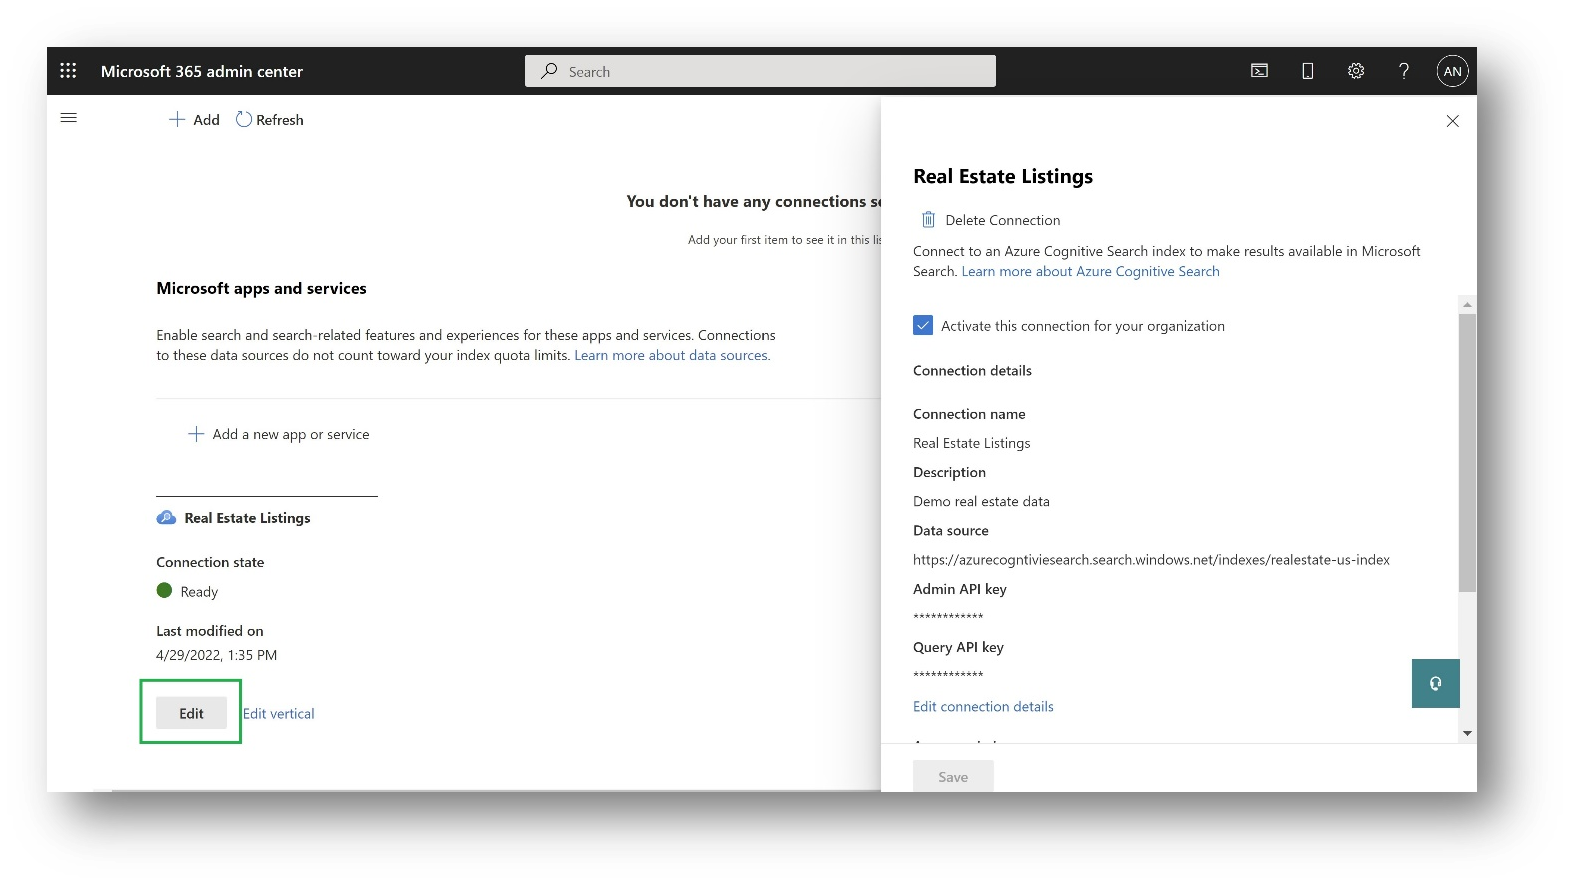 Microsoft 365 admin center
Search
AN
Add
Refresh
You don't have any connections
Add your first item to see it in this
Microsoft apps and services
Enable search and search-related features and experiences for these apps and services. Connections
to these data sources do not count toward your index quota limits. Learn more about data sources.
Add a new app or service
Real Estate Listings
Connection state
Ready
Last modified on
4/29/2022, 1:35 PM
Edit
Edit vertical
Real Estate Listings
Delete Connection
Connect to an Azure Cognitive Search index to make results available in Microsoft
Search. Learn more about Azure Cognitive Search
Activate this connection for your organization
Connection details
Connection name
Real Estate Listings
Description
Demo real estate data
Data source
https://azurecogntiviesearch.search.windows.net/indexes/realestate-us-index
Admin API key
************
Query API key
************
Edit connection details
Save